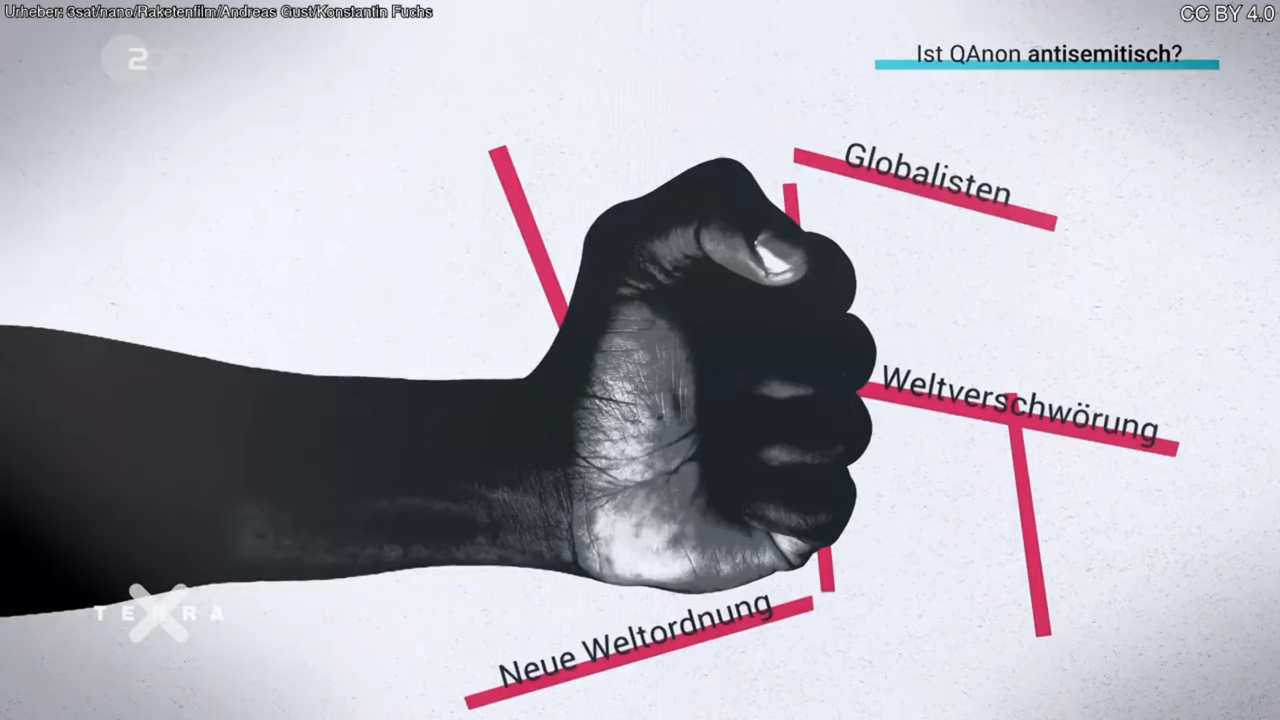 Urheber: 3sat/nano/Raketenfilm/Andreas Gust/Konstantin Fuchs
CC BY 4.0
2
Ist QAnon antisemitisch?
Globalisten
Weltverschwörung
Neue Weltordnung
TERRA X